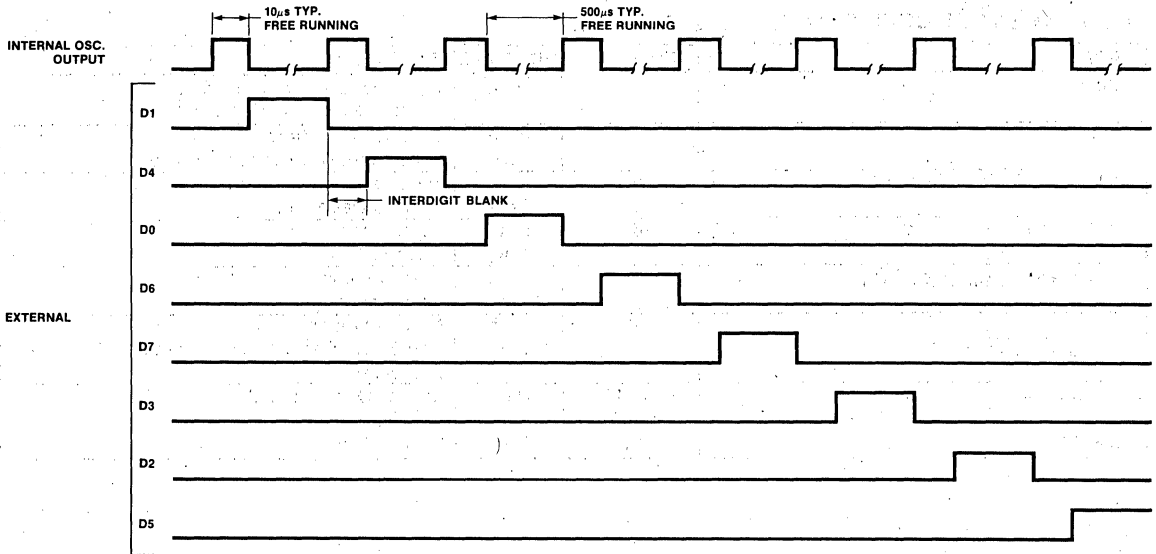 10µs TYP.
FREE RUNNING
500µs TYP.
FREE RUNNING
INTERNAL OSC.
OUTPUT
D1
D4
INTERDIGIT BLANK
D0
D6
EXTERNAL
D7
D3
D2
D5